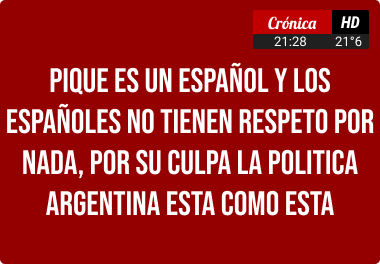 Crónica HD
21:28 21°6
PIQUE ES UN ESPAÑOL Y LOS
ESPAÑOLES NO TIENEN RESPETO POR
NADA, POR SU CULPA LA POLITICA
ARGENTINA ESTA COMO ESTA